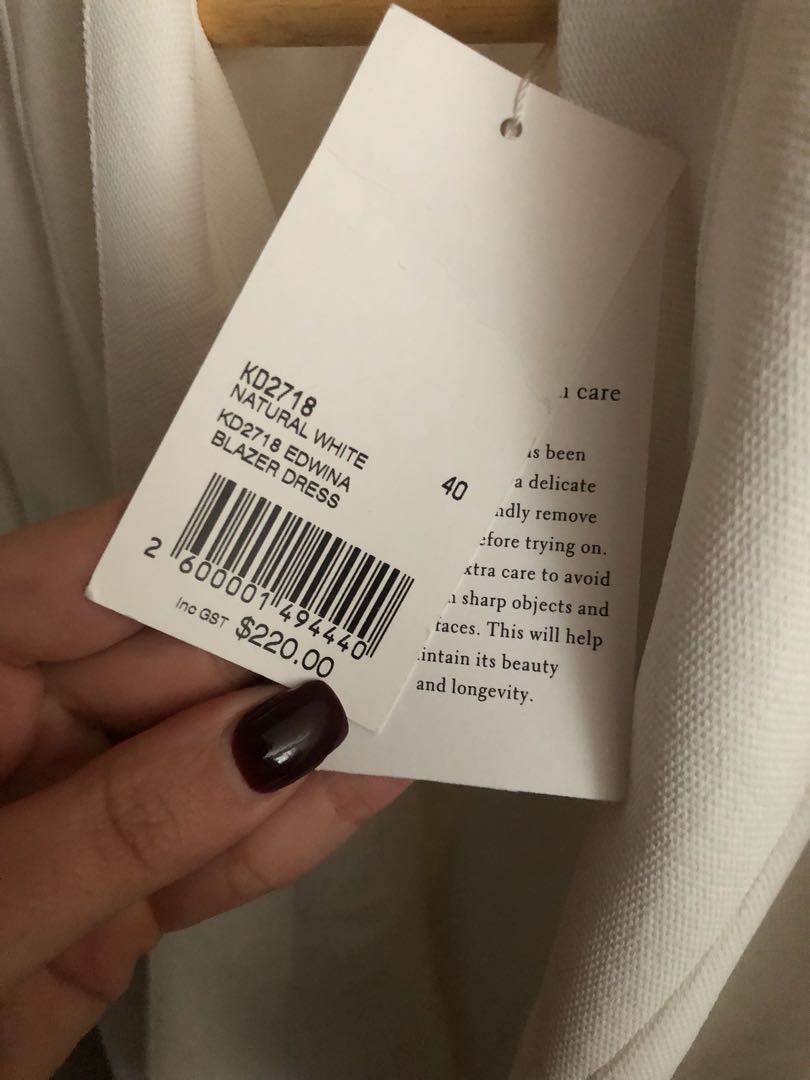 KD2718
NATURAL WHITE
KD2718 EDWINA
BLAZER DRESS
40
2 600001 494440
Inc GST $220.00
care
been
a delicate
remove
trying on.
care to avoid
sharp objects and
This will help
its beauty
and longevity.